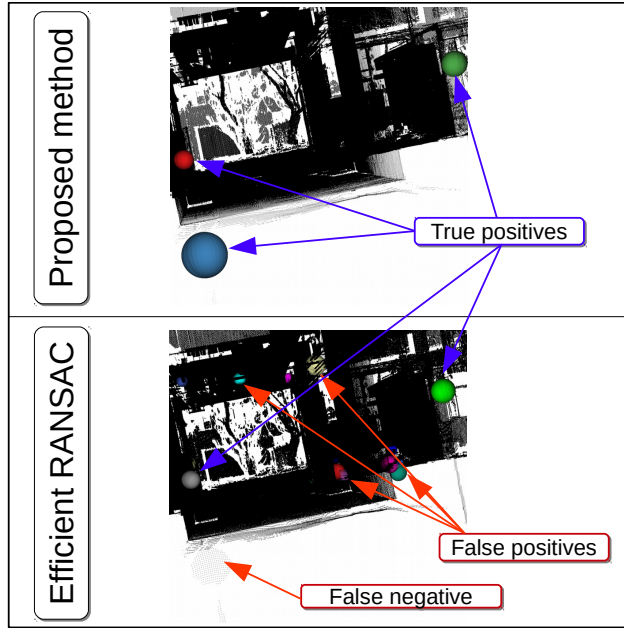 Proposed method
True positives
Efficient RANSAC
False positives
False negative